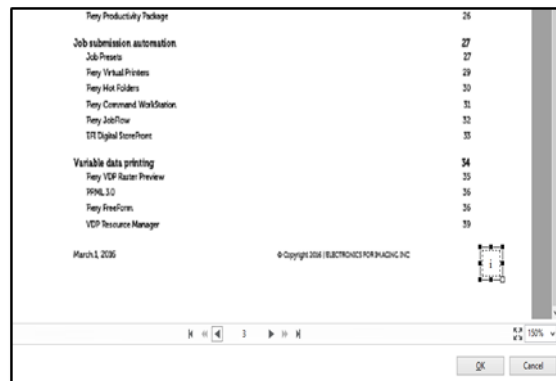 Fiery Productivity Package 26
Job submission automation 27
Job Presets 27
Fiery Virtual Printers 29
Fiery Hot Folders 30
Fiery Command WorkStation 31
Fiery JobFlow 32
EFI Digital StoreFront 33
Variable data printing 34
Fiery VDP Raster Preview 35
PPML 3.0 36
Fiery FreeForm 36
VDP Resource Manager 39
March 1, 2016 © Copyright 2016 | ELECTRONICS FOR IMAGING, INC i
3 150%
OK Cancel